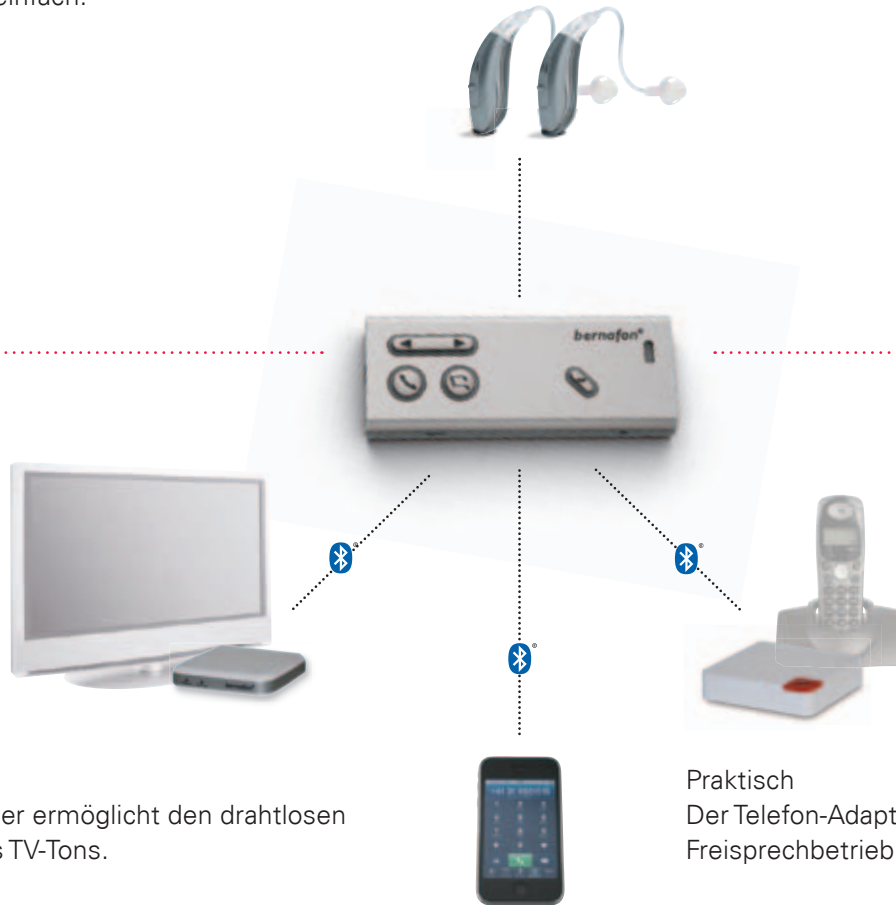 einfach.
bernafon®
er ermöglicht den drahtlosen
s TV-Tons.
Praktisch
Der Telefon-Adapt
Freisprechbetrieb